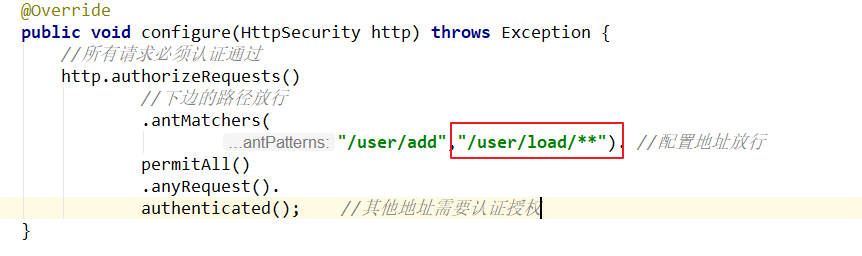 @Override
public void configure(HttpSecurity http) throws Exception {
//所有请求必须认证通过
http.authorizeRequests()
//下边的路径放行
.antMatchers(
...antPatterns: "/user/add","/user/load/**"). //配置地址放行
permitAll()
.anyRequest().
authenticated(); //其他地址需要认证授权
}